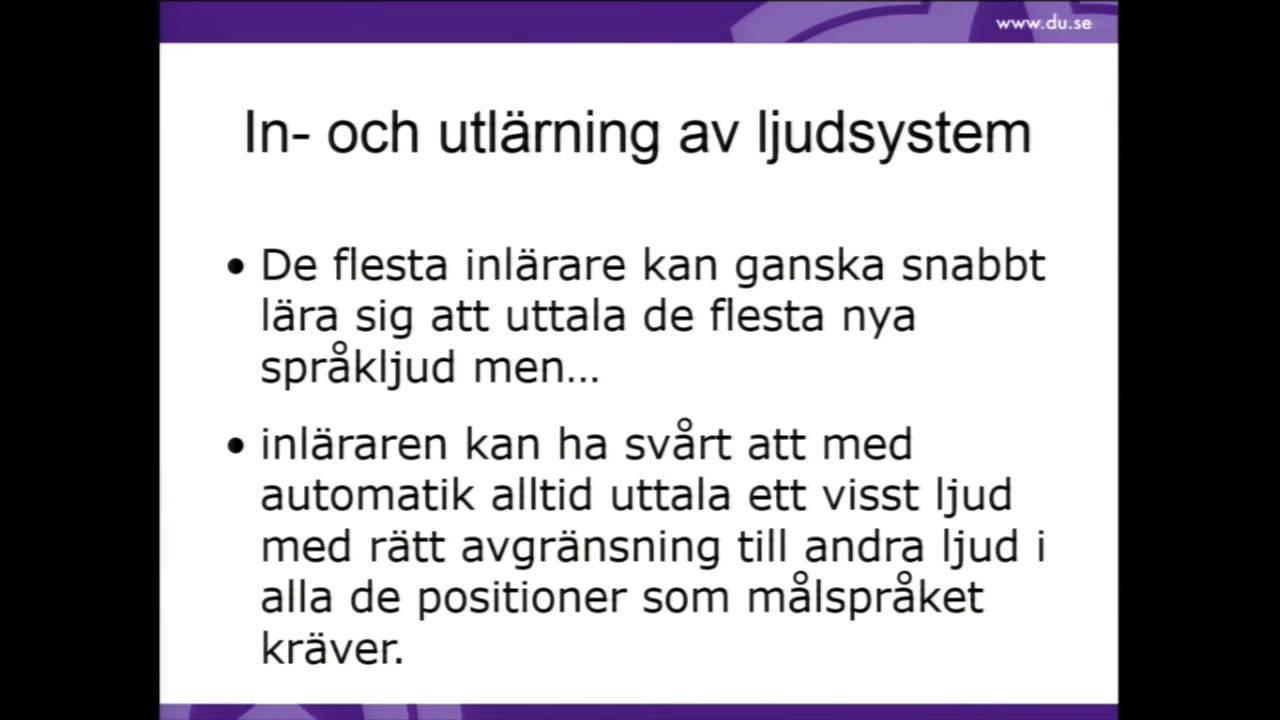 www.du.se
In- och utlärning av ljudsystem
• De flesta inlärare kan ganska snabbt
lära sig att uttala de flesta nya
språkljud men…
• inläraren kan ha svårt att med
automatik alltid uttala ett visst ljud
med rätt avgränsning till andra ljud i
alla de positioner som målspråket
kräver.